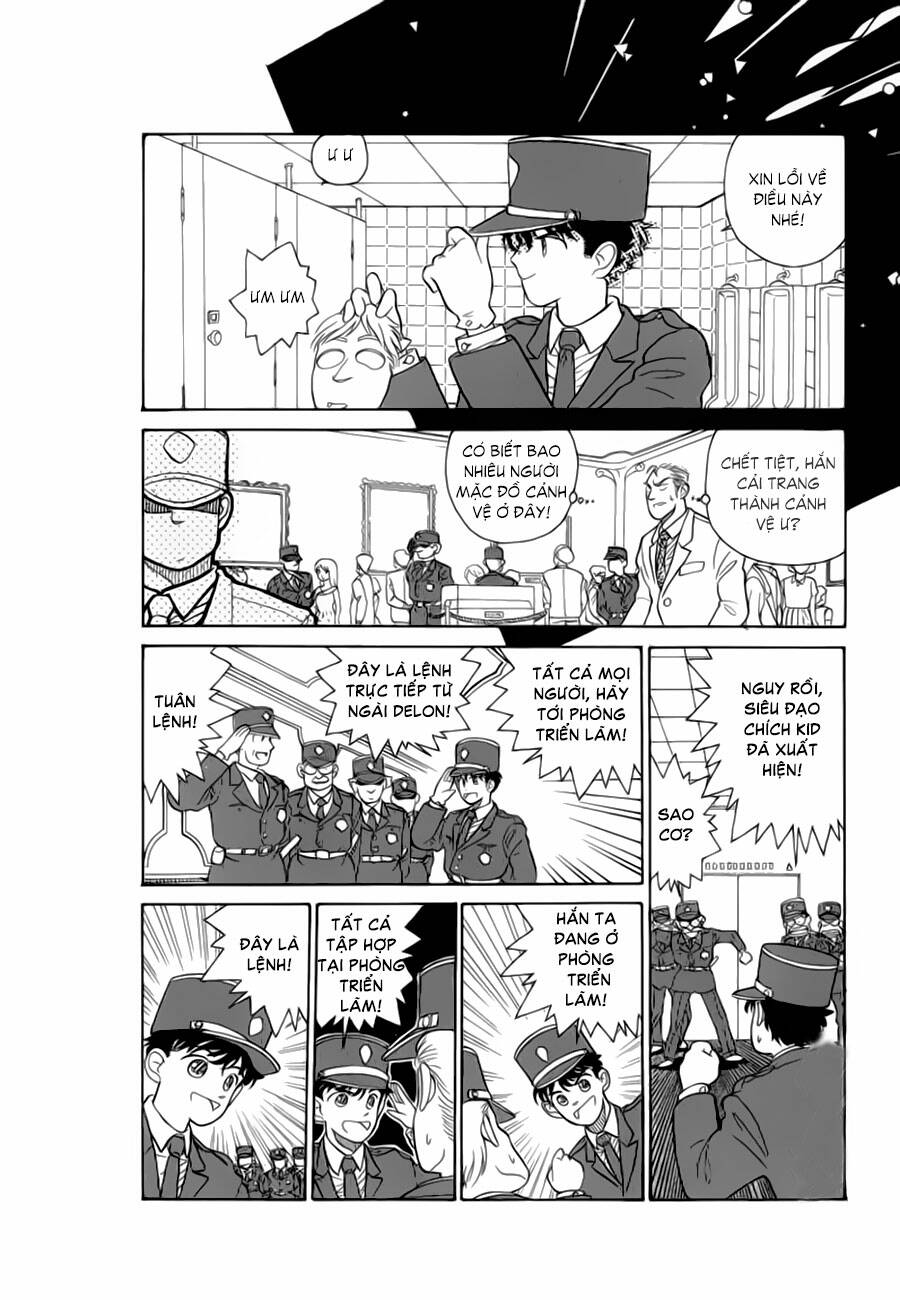 XIN LỖI VỀ
ĐIỀU NÀY
NHÉ!
Ư Ư
ƯM ƯM
CHẾT TIỆT, HẮN
CẢI TRANG
THÀNH CẢNH
VỆ Ư?
CÓ BIẾT BAO
NHIÊU NGƯỜI
MẶC ĐỒ CẢNH
VỆ Ở ĐÂY!
NGUY RỒI,
SIÊU ĐẠO
CHÍCH KID
ĐÃ XUẤT
HIỆN!
SAO
CƠ?
TẤT CẢ MỌI
NGƯỜI, HÃY
TỚI PHÒNG
TRIỂN LÃM!
ĐÂY LÀ LỆNH
TRỰC TIẾP TỪ
NGÀI DELON!
TUÂN
LỆNH!
HẮN TA
ĐANG Ở
PHÒNG
TRIỂN
LÃM!
TẤT CẢ
TẬP HỢP
TẠI PHÒNG
TRIỂN
LÃM!
ĐÂY LÀ
LỆNH!